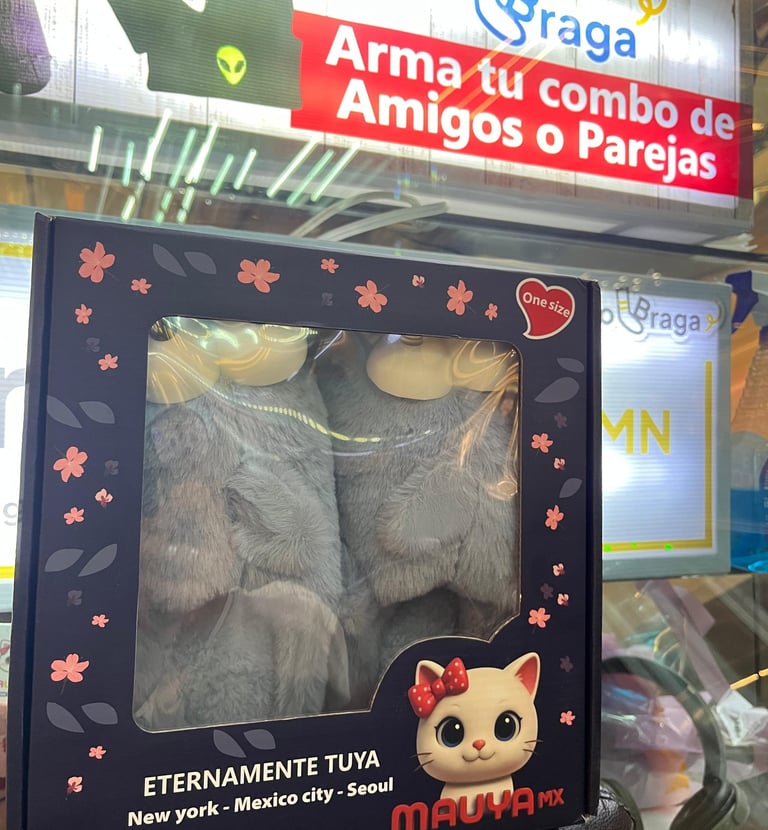 Braga
Arma tu combo de
Amigos o Parejas
One size
Braga
MN
ETERNAMENTE TUYA
New york - Mexico city - Seoul
MAUYA MX